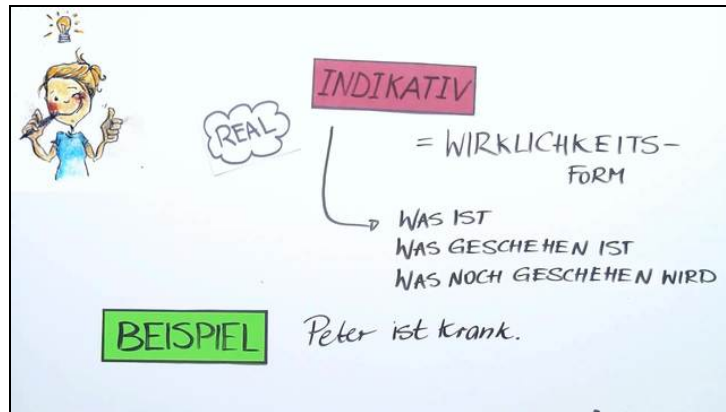 INDIKATIV
REAL
= WIRKLICHKEITS-
FORM
WAS IST
WAS GESCHEHEN IST
WAS NOCH GESCHEHEN WIRD
BEISPIEL Peter ist krank.